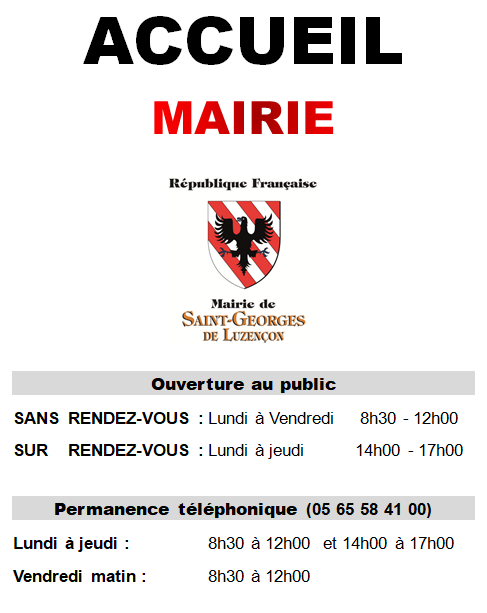 ACCUEIL
MAIRIE
République Française
Mairie de
SAINT-GEORGES
DE LUZENÇON
Ouverture au public
SANS RENDEZ-VOUS : Lundi à Vendredi 8h30 - 12h00
SUR RENDEZ-VOUS : Lundi à jeudi 14h00 - 17h00
Permanence téléphonique (05 65 58 41 00)
Lundi à jeudi : 8h30 à 12h00 et 14h00 à 17h00
Vendredi matin : 8h30 à 12h00